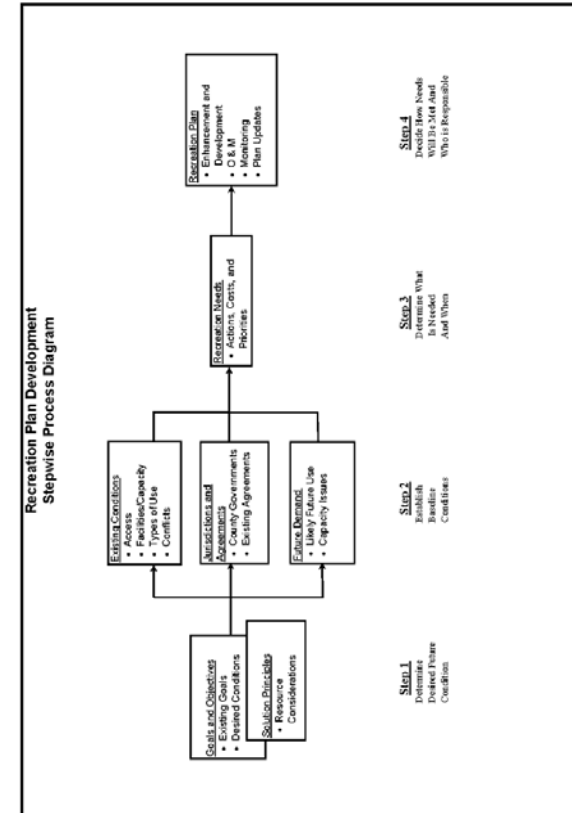 Recreation Plan Development
Stepwise Process Diagram
Goals and Objectives
• Existing Goals
• Desired Conditions
Solution Principles
• Resource
Considerations
Existing Conditions
• Access
• Facilities/Capacity
• Types of Use
• Conflicts
Jurisdictions and
Agreements
• County Governments
• Existing Agreements
Future Demand
• Likely Future Use
• Capacity Issues
Recreation Needs
• Actions, Costs, and
Priorities
Recreation Plan
• Enhancement and
Development
• O & M
• Monitoring
• Plan Updates
Step 1
Determine
Desired Future
Condition
Step 2
Establish
Baseline
Conditions
Step 3
Determine What
Is Needed
And When
Step 4
Decide How Needs
Will Be Met And
Who is Responsible